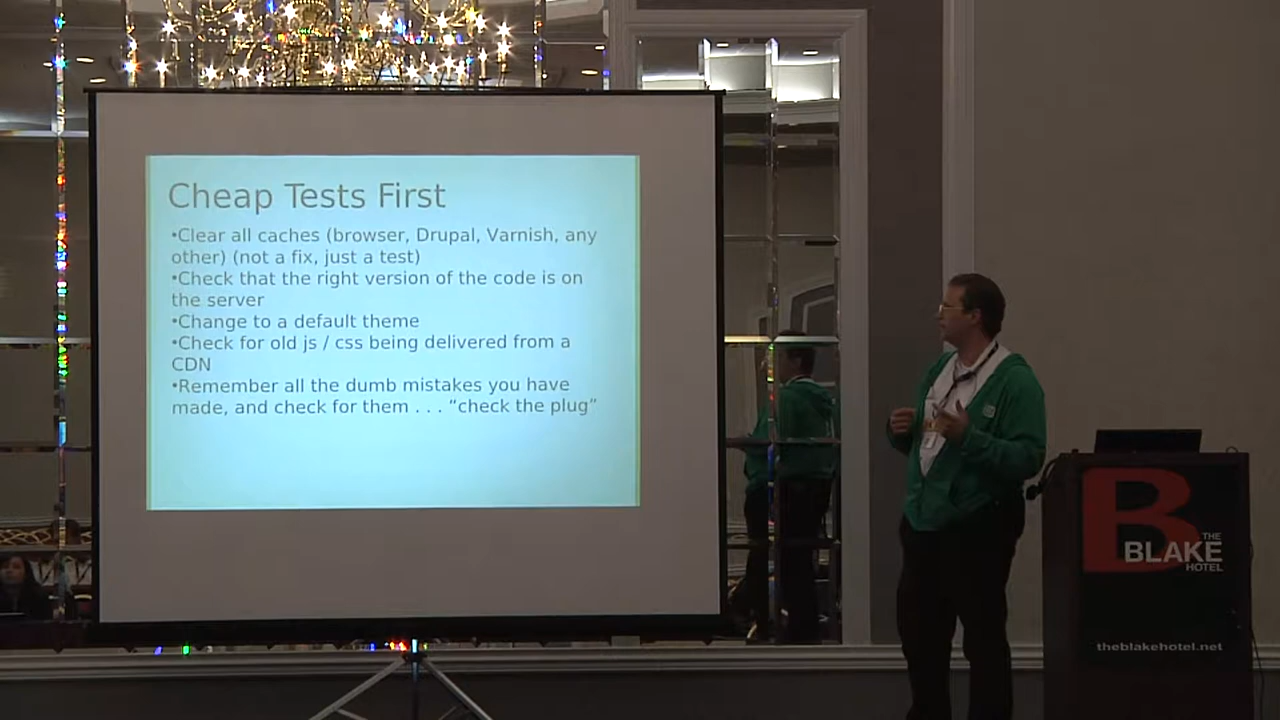 Cheap Tests First
•Clear all caches (browser, Drupal, Varnish, any
other) (not a fix, just a test)
•Check that the right version of the code is on
the server
•Change to a default theme
•Check for old js / css being delivered from a
CDN
•Remember all the dumb mistakes you have
made, and check for them . . . “check the plug”
B
THE
BLAKE
HOTEL
theblakehotel.net